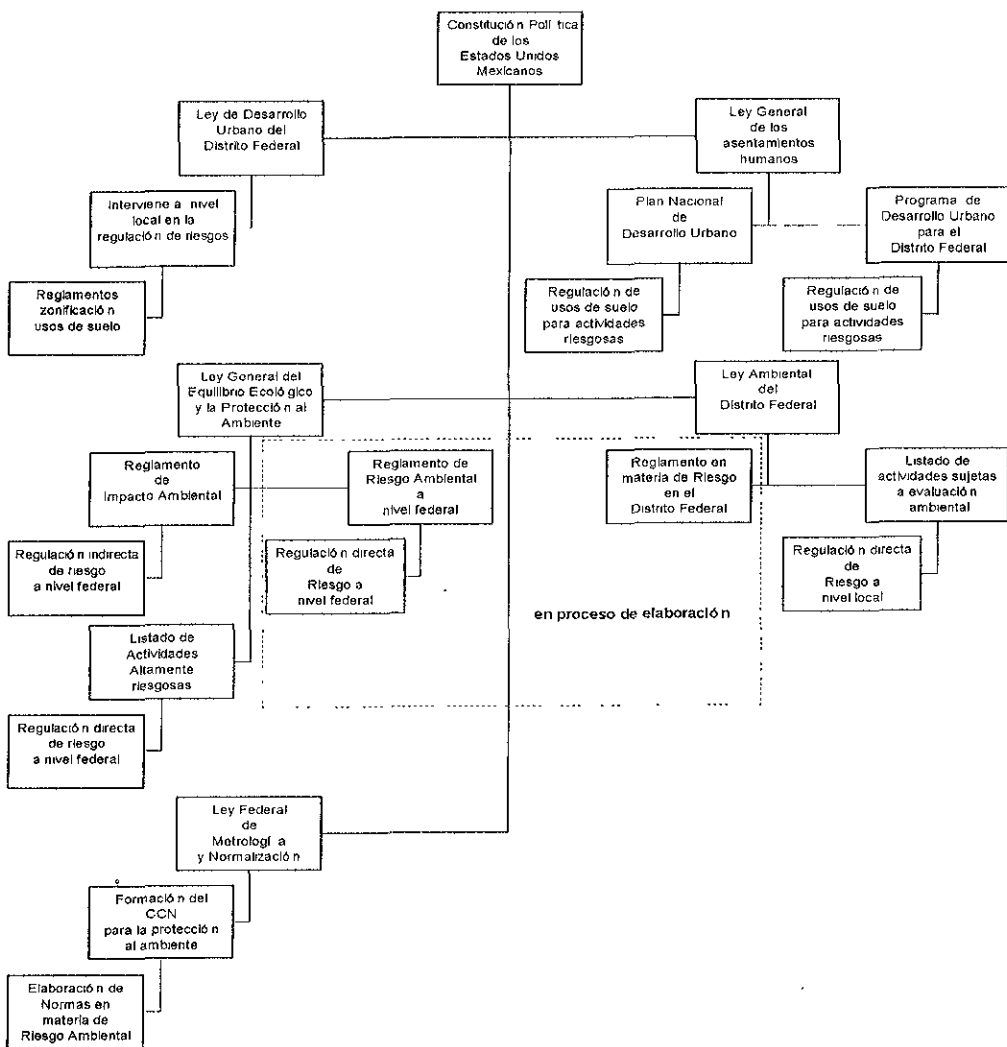 Constitución Política
de los
Estados Unidos
Mexicanos
Ley de Desarrollo
Urbano del
Distrito Federal
Ley General
de los
asentamientos
humanos
Interviene a nivel
local en la
regulación de riesgos
Plan Nacional
de
Desarrollo Urbano
Programa de
Desarrollo Urbano
para el
Distrito Federal
Reglamentos
zonificación
usos de suelo
Regulación de
usos de suelo
para actividades
riesgosas
Regulación de
usos de suelo
para actividades
riesgosas
Ley General del
Equilibrio Ecológico
y la Protección al
Ambiente
Ley Ambiental
del
Distrito Federal
Reglamento
de
Impacto Ambiental
Reglamento de
Riesgo Ambiental
a
nivel federal
Reglamento en
materia de Riesgo
en el
Distrito Federal
Listado de
actividades sujetas
a evaluación
ambiental
Regulación indirecta
de riesgo
a nivel federal
Regulación directa
de
Riesgo a
nivel federal
Regulación directa
de
Riesgo a
nivel local
en proceso de elaboración
Listado de
Actividades
Altamente
riesgosas
Regulación directa
de riesgo
a nivel federal
Ley Federal
de
Metrología
y Normalización
Formación del
CCN
para la protección
al ambiente
Elaboración de
Normas en
materia de
Riesgo Ambiental